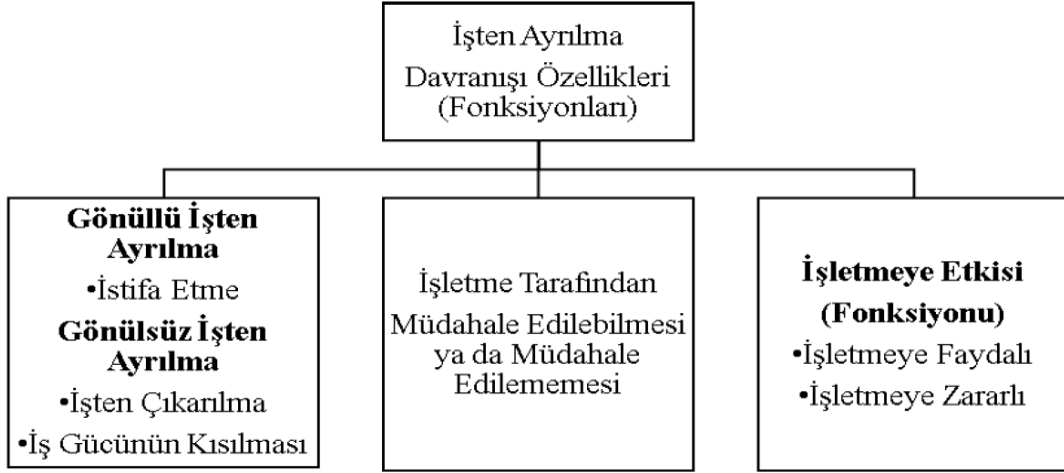 İşten Ayrılma
Davranışı Özellikleri
(Fonksiyonları)
Gönüllü İşten
Ayrılma
•İstifa Etme
Gönülsüz İşten
Ayrılma
•İşten Çıkarılma
•İş Gücünün Kısılması
İşletme Tarafından
Müdahale Edilebilmesi
ya da Müdahale
Edilememesi
İşletmeye Etkisi
(Fonksiyonu)
•İşletmeye Faydalı
•İşletmeye Zararlı